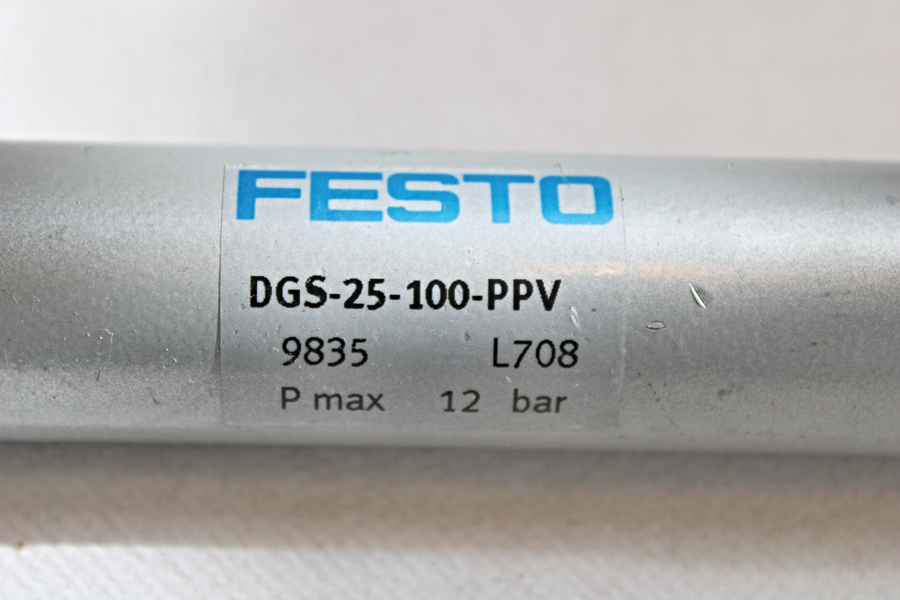 FESTO
DGS-25-100-PPV
9835 L708
P max 12 bar